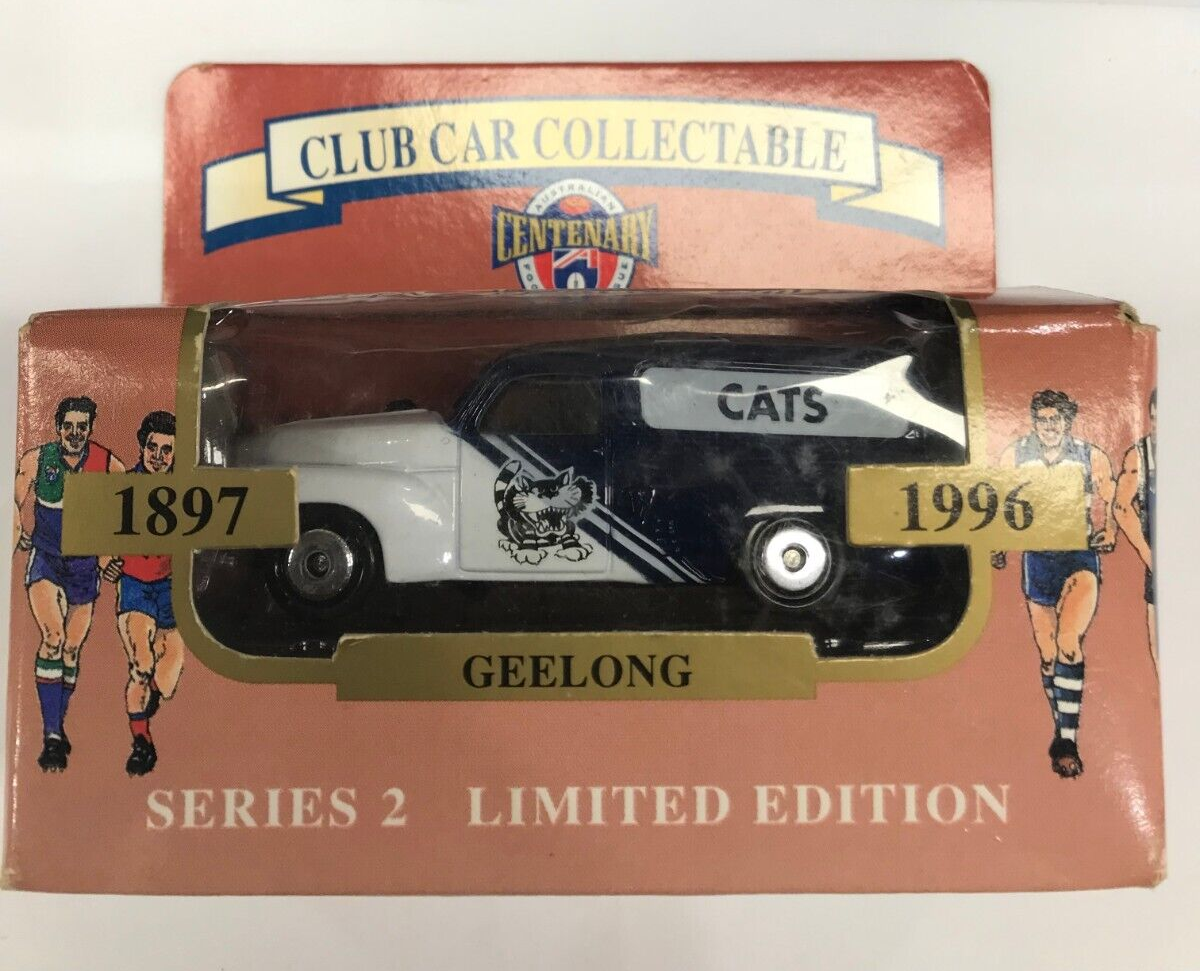 CLUB CAR COLLECTABLE
AUSTRALIAN
CENTENARY
CATS
1897
1996
GEELONG
SERIES 2 LIMITED EDITION